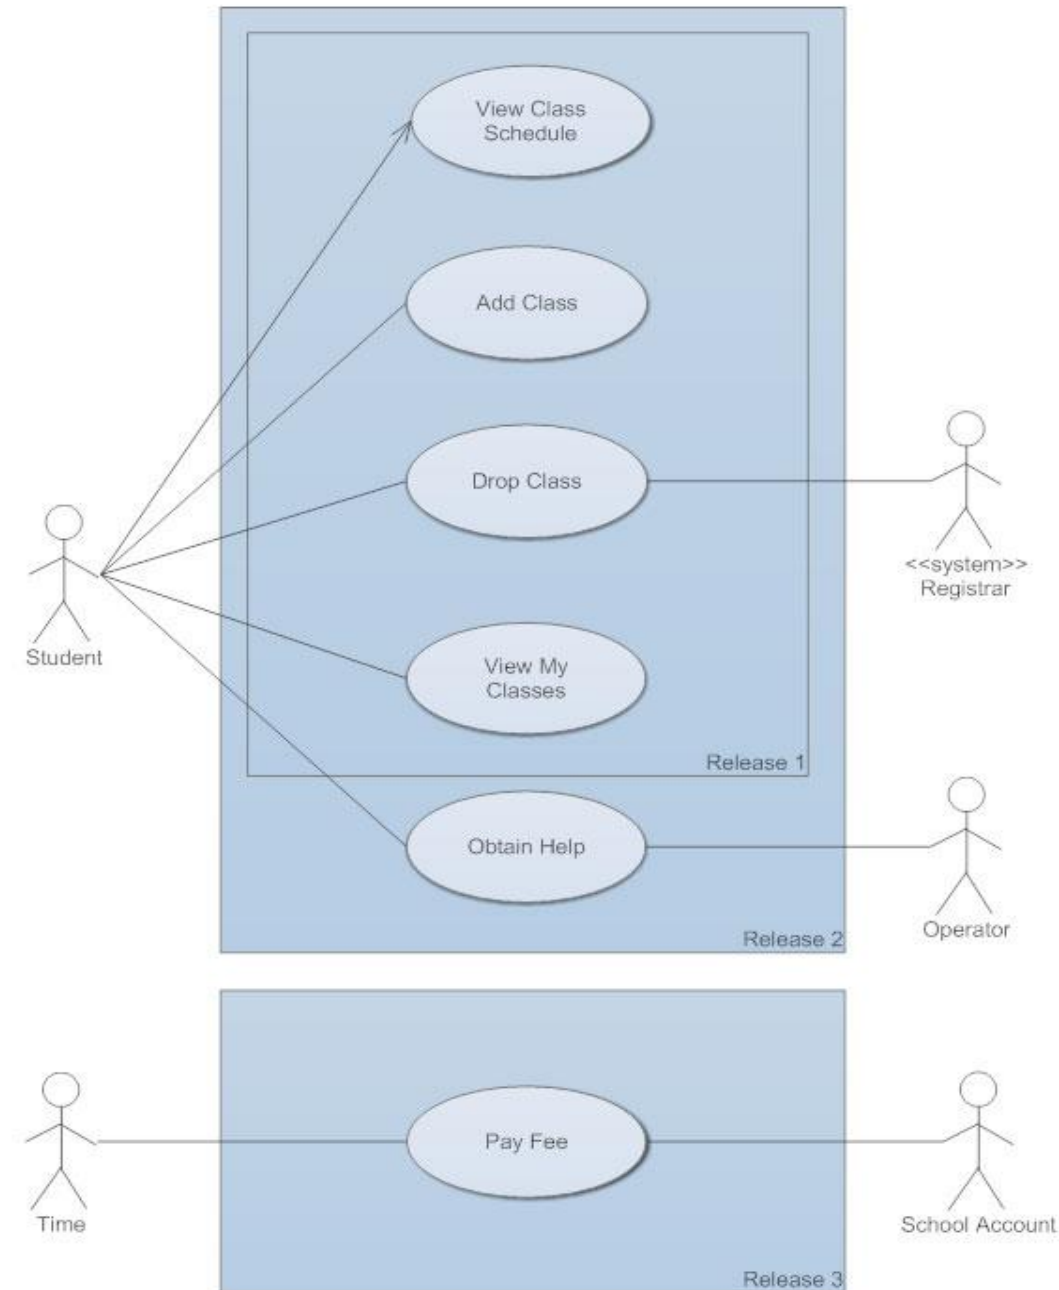 View Class
Schedule
Add Class
Drop Class
<<system>>
Registrar
Student
View My
Classes
Release 1
Obtain Help
Operator
Release 2
Pay Fee
Time
School Account
Release 3